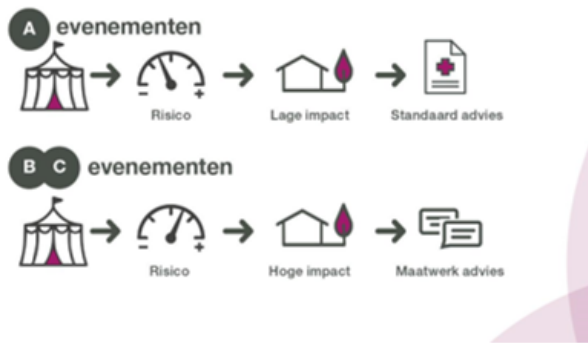 A evenementen
- +
Risico
Lage impact
Standaard advies
B C evenementen
- +
Risico
Hoge impact
Maatwerk advies